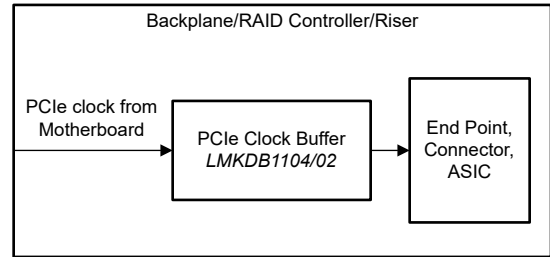 Backplane/RAID Controller/Riser
PCIe clock from
Motherboard
PCIe Clock Buffer
LMKDB1104/02
End Point,
Connector,
ASIC